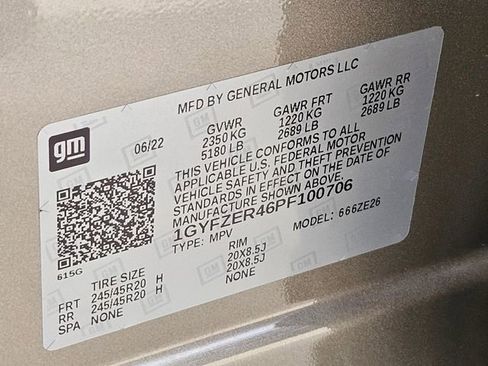 MFD BY GENERAL MOTORS LLC
gm
06/22
GVWR GAWR FRT GAWR RR
2350 KG 1220 KG 1220 KG
5180 LB 2689 LB 2689 LB
THIS VEHICLE CONFORMS TO ALL
APPLICABLE U.S. FEDERAL MOTOR
VEHICLE SAFETY AND THEFT PREVENTION
STANDARDS IN EFFECT ON THE DATE OF
MANUFACTURE SHOWN ABOVE.
1GYFZER46PF100706
TYPE: MPV MODEL: 666ZE26
615G
TIRE SIZE RIM
FRT 245/45R20 H 20X8.5J
RR 245/45R20 H 20X8.5J
SPA NONE NONE